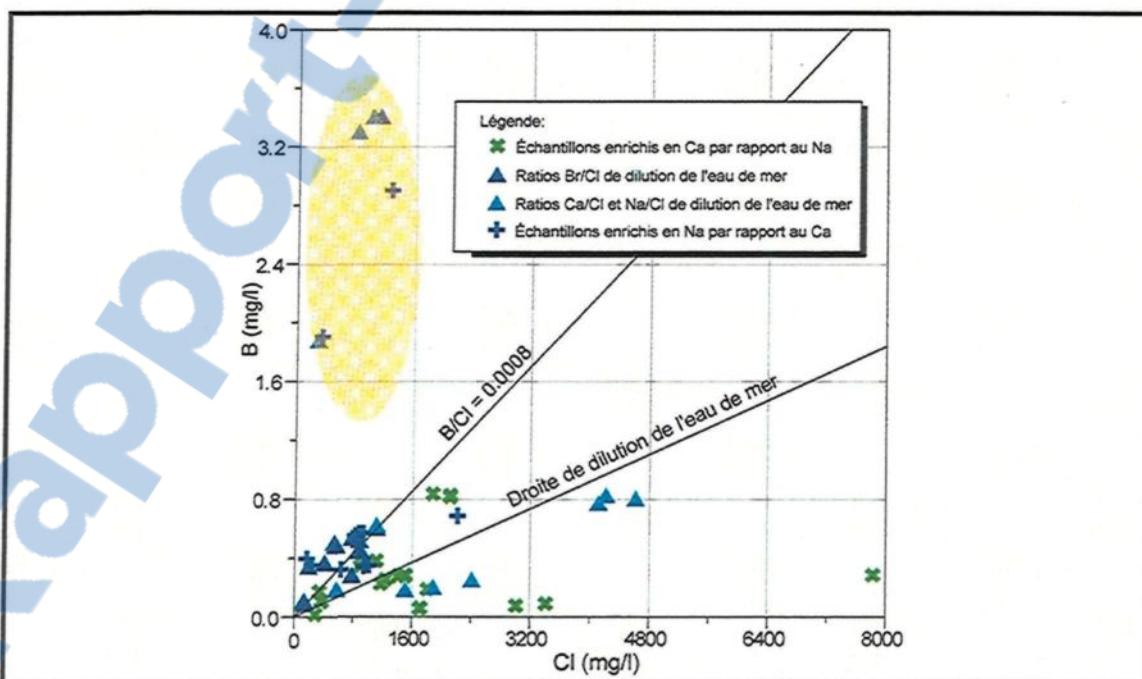 4.0
3.2
2.4
1.6
0.8
0.0
B (mg/l)
Légende:
Échantillons enrichis en Ca par rapport au Na
Ratios Br/Cl de dilution de l'eau de mer
Ratios Ca/Cl et Na/Cl de dilution de l'eau de mer
Échantillons enrichis en Na par rapport au Ca
B/Cl = 0.0008
Droite de dilution de l'eau de mer
0
1600
3200
4800
6400
8000
Cl (mg/l)